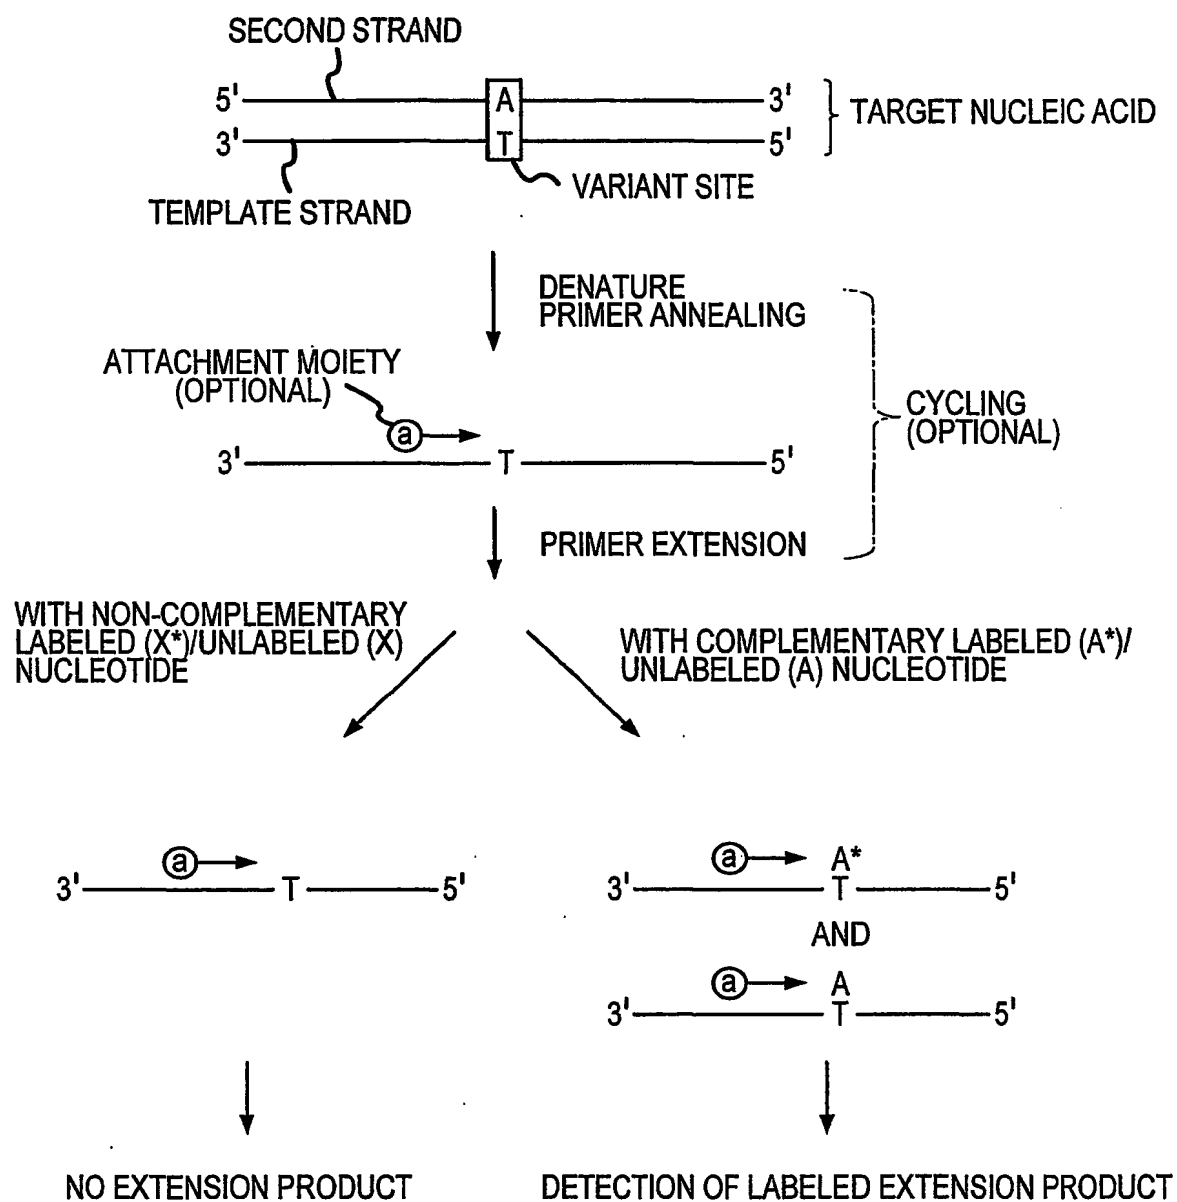 SECOND STRAND
5' A 3'
3' T 5'
TARGET NUCLEIC ACID
VARIANT SITE
TEMPLATE STRAND
DENATURE
PRIMER ANNEALING
ATTACHMENT MOIETY
(OPTIONAL)
a
3' T 5'
CYCLING
(OPTIONAL)
PRIMER EXTENSION
WITH NON-COMPLEMENTARY
LABELED (X*)/UNLABELED (X)
NUCLEOTIDE
WITH COMPLEMENTARY LABELED (A*)/
UNLABELED (A) NUCLEOTIDE
a
3' T 5'
a A*
3' T 5'
AND
a A
3' T 5'
NO EXTENSION PRODUCT
DETECTION OF LABELED EXTENSION PRODUCT